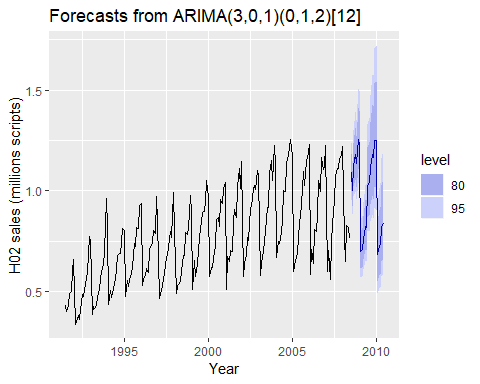 Forecasts from ARIMA(3,0,1)(0,1,2)[12]
H02 sales (millions scripts)
1.5
1.0
0.5
1995
2000
2005
2010
Year
level
80
95